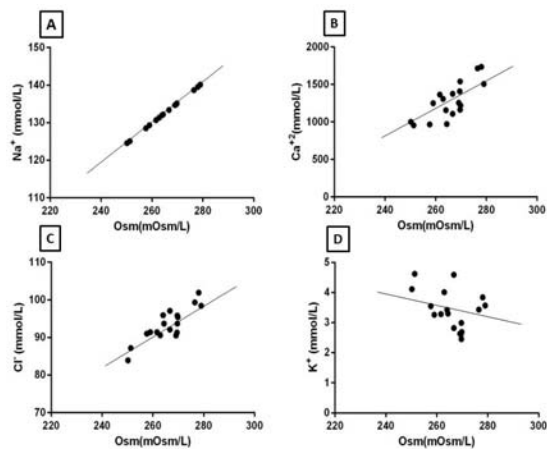 A
150
140
130
120
110
Na⁺ (mmol/L)
220 240 260 280 300
Osm(mOsm/L)
B
2000
1500
1000
500
0
Ca⁺² (mmol/L)
220 240 260 280 300
Osm(mOsm/L)
C
110
100
90
80
70
Cl⁻ (mmol/L)
220 240 260 280 300
Osm(mOsm/L)
D
6
5
4
3
2
1
0
K⁺ (mmol/L)
220 240 260 280 300
Osm(mOsm/L)